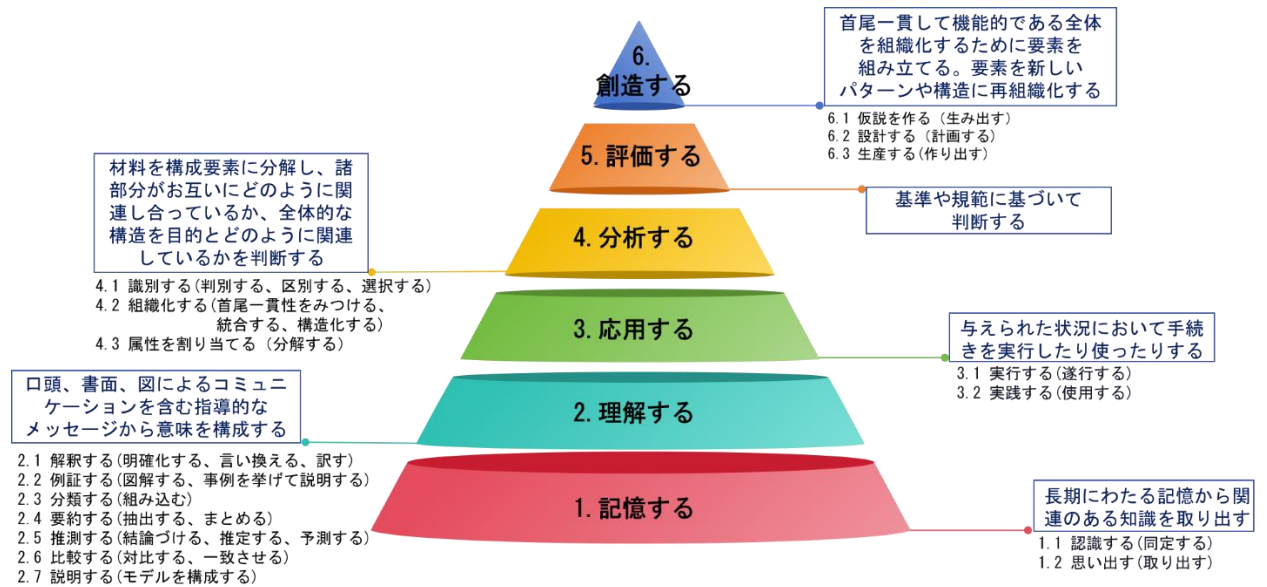 6.
創造する
首尾一貫して機能的である全体
を組織化するために要素を
組み立てる。要素を新しい
パターンや構造に再組織化する
6.1 仮説を作る（生み出す）
6.2 設計する（計画する）
6.3 生産する(作り出す）
5.評価する
基準や規範に基づいて
判断する
材料を構成要素に分解し、諸
部分がお互いにどのように関
連し合っているか、全体的な
構造を目的とどのように関連
しているかを判断する
4.1 識別する(判別する、区別する、選択する)
4.2 組織化する(首尾一貫性をみつける、
統合する、構造化する)
4.3 属性を割り当てる（分解する）
4.分析する
3.応用する
与えられた状況において手続
きを実行したり使ったりする
3.1 実行する(遂行する)
3.2 実践する(使用する)
口頭、書面、図によるコミュニ
ケーションを含む指導的な
メッセージから意味を構成する
2.1 解釈する(明確化する、言い換える、訳す)
2.2 例証する(図解する、事例を挙げて説明する)
2.3 分類する(組み込む)
2.4 要約する(抽出する、まとめる)
2.5 推測する(結論づける、推定する、予測する)
2.6 比較する(対比する、一致させる)
2.7 説明する(モデルを構成する)
2.理解する
1.記憶する
長期にわたる記憶から関
連のある知識を取り出す
1.1 認識する(同定する)
1.2 思い出す(取り出す)